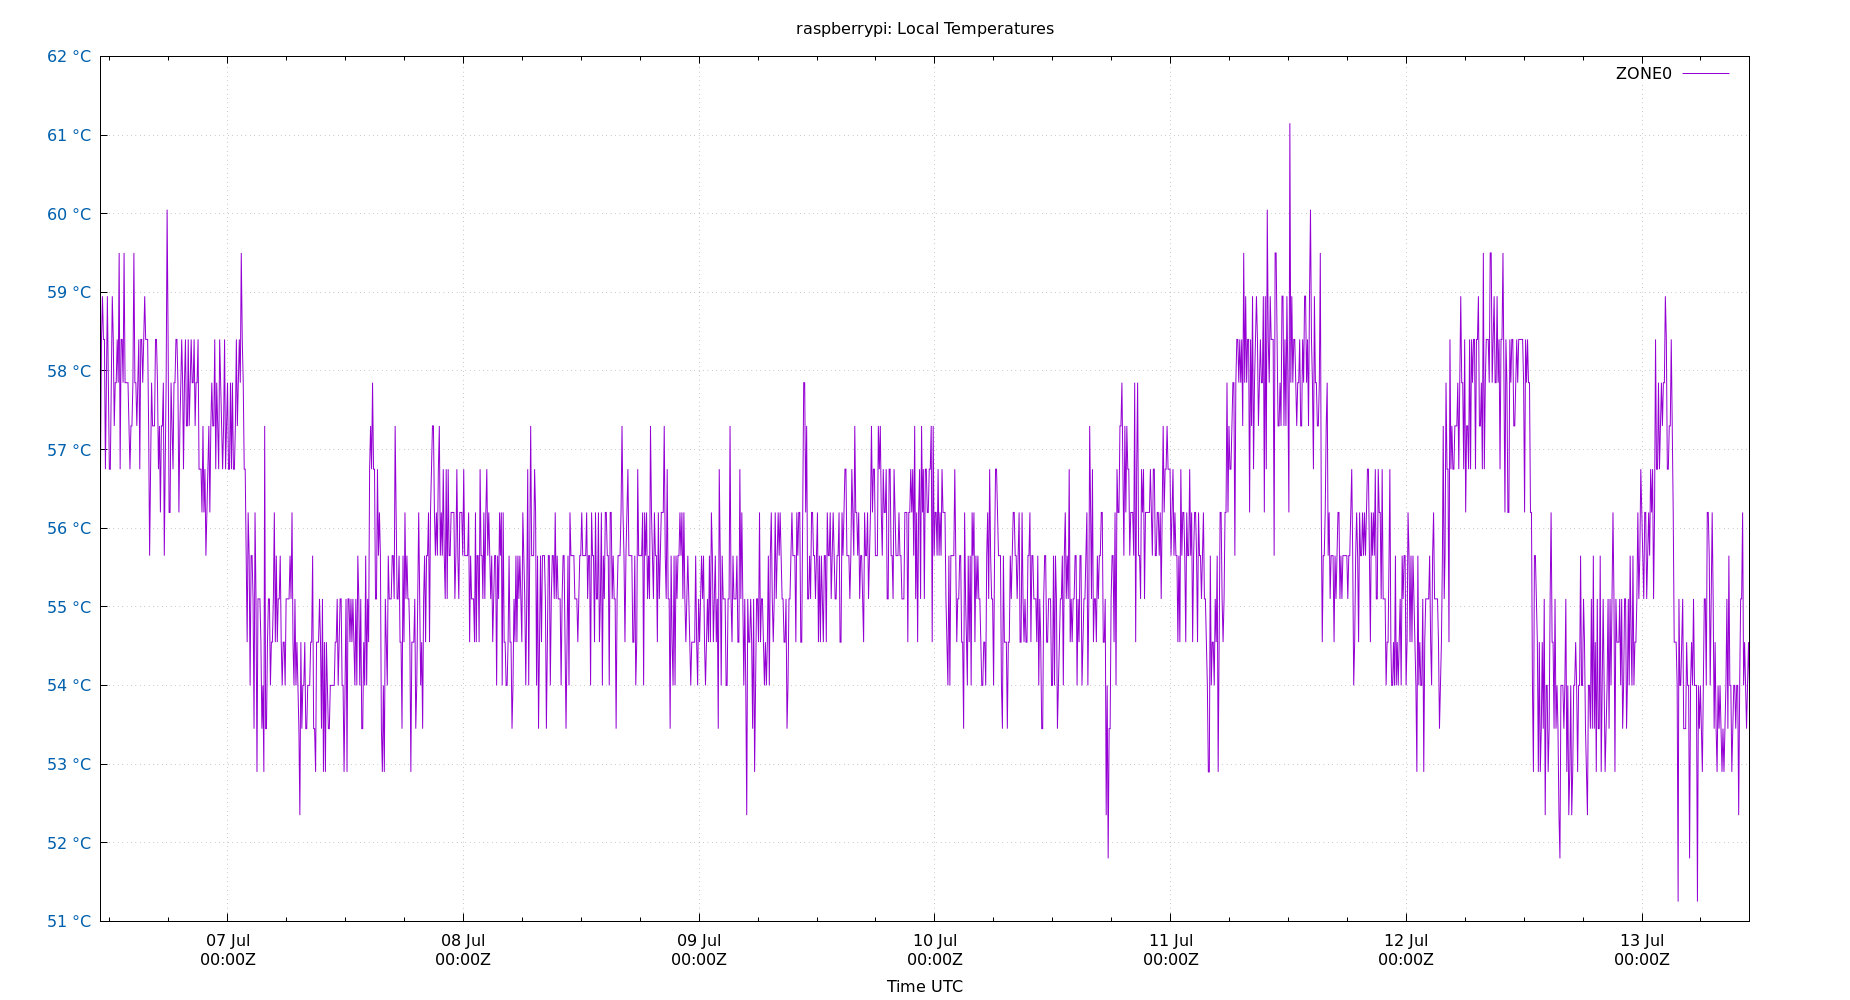 raspberrypi: Local Temperatures
62 °C
ZONE0
61 °C
60 °C
59 °C
58 °C
57 °C
56 °C
55 °C
54 °C
53 °C
52 °C
51 °C
07 Jul 08 Jul 09 Jul 10 Jul 11 Jul 12 Jul 13 Jul
00:00Z 00:00Z 00:00Z 00:00Z 00:00Z 00:00Z 00:00Z
Time UTC